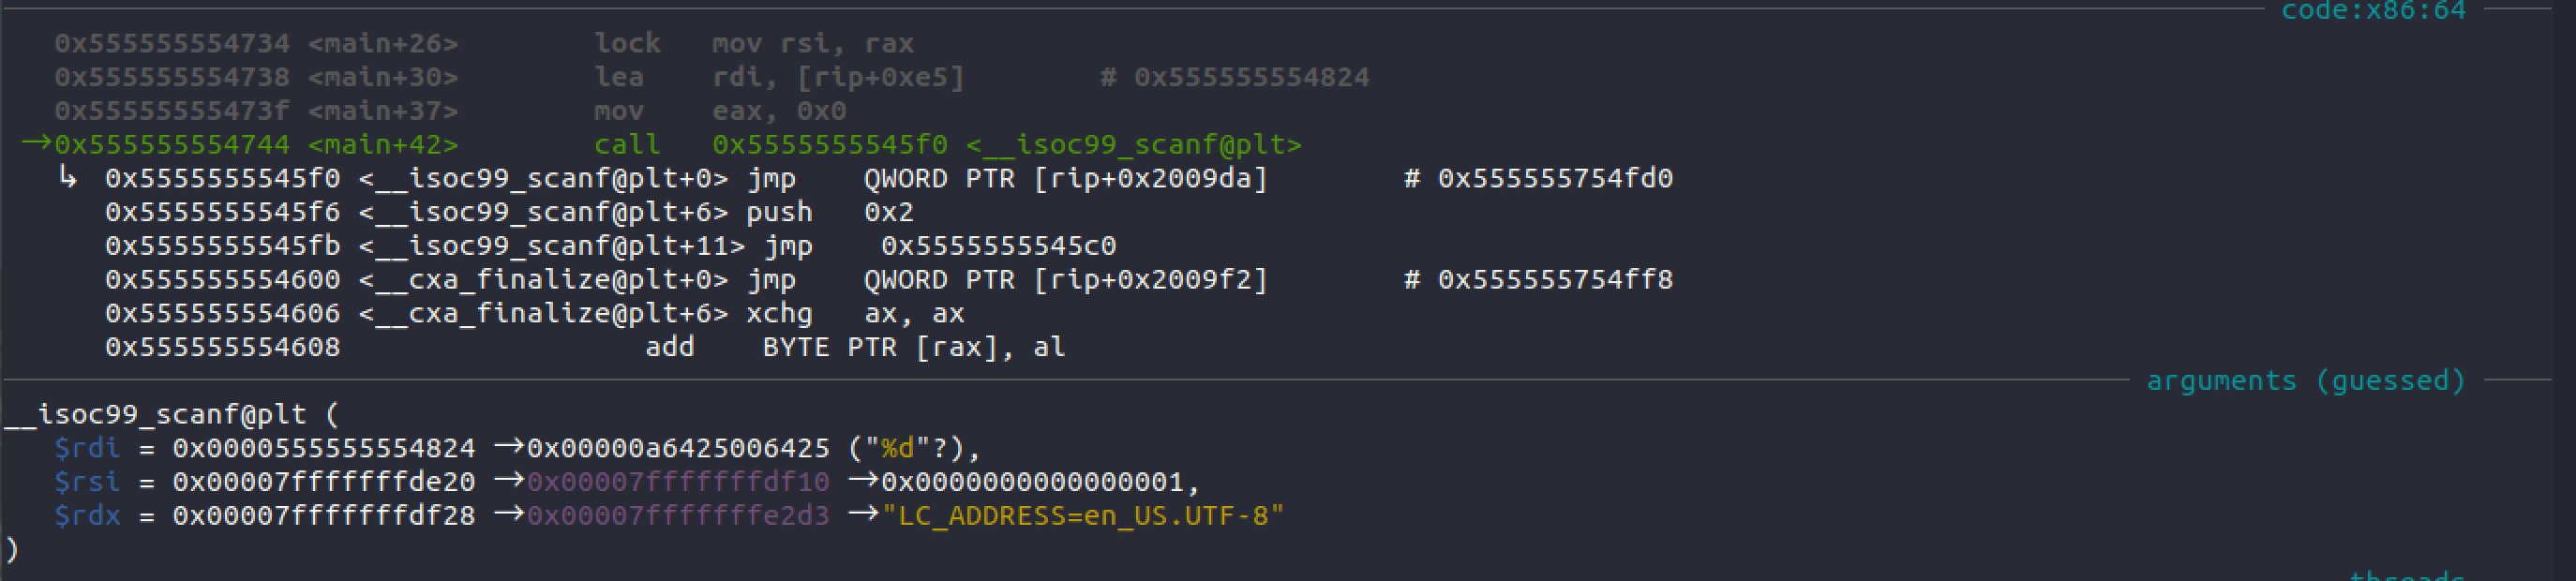 code:x86:64
0x555555554734 <main+26> lock mov rsi, rax
0x555555554738 <main+30> lea rdi, [rip+0xe5] # 0x555555554824
0x55555555473f <main+37> mov eax, 0x0
→0x555555554744 <main+42> call 0x5555555545f0 <__isoc99_scanf@plt>
↳ 0x5555555545f0 <__isoc99_scanf@plt+0> jmp QWORD PTR [rip+0x2009da] # 0x555555754fd0
0x5555555545f6 <__isoc99_scanf@plt+6> push 0x2
0x5555555545fb <__isoc99_scanf@plt+11> jmp 0x5555555545c0
0x555555554600 <__cxa_finalize@plt+0> jmp QWORD PTR [rip+0x2009f2] # 0x555555754ff8
0x555555554606 <__cxa_finalize@plt+6> xchg ax, ax
0x555555554608 add BYTE PTR [rax], al
arguments (guessed)
__isoc99_scanf@plt (
$rdi = 0x0000555555554824 →0x00000a6425006425 ("%d"?),
$rsi = 0x00007fffffffde20 →0x00007fffffffdf10 →0x0000000000000001,
$rdx = 0x00007fffffffdf28 →0x00007fffffffe2d3 →"LC_ADDRESS=en_US.UTF-8"
)
threads